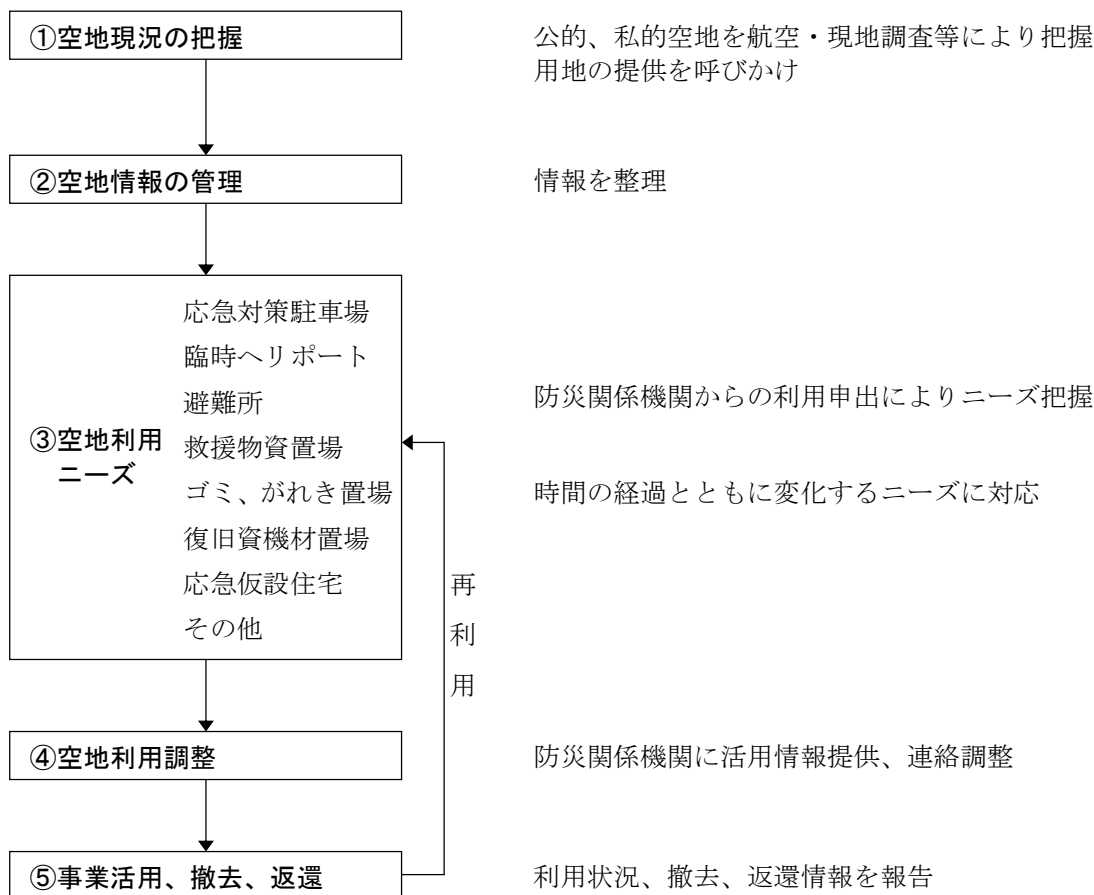 ①空地現況の把握
公的、私的空地を航空・現地調査等により把握
用地の提供を呼びかけ
②空地情報の管理
情報を整理
③空地利用
ニーズ
応急対策駐車場
臨時ヘリポート
避難所
救援物資置場
ゴミ、がれき置場
復旧資機材置場
応急仮設住宅
その他
防災関係機関からの利用申出によりニーズ把握
時間の経過とともに変化するニーズに対応
再利用
④空地利用調整
防災関係機関に活用情報提供、連絡調整
⑤事業活用、撤去、返還
利用状況、撤去、返還情報を報告